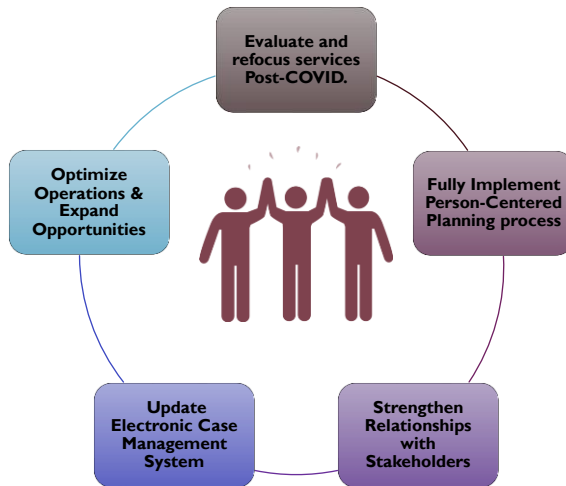 Evaluate and
refocus services
Post-COVID.
Fully Implement
Person-Centered
Planning process
Strengthen
Relationships
with
Stakeholders
Update
Electronic Case
Management
System
Optimize
Operations &
Expand
Opportunities